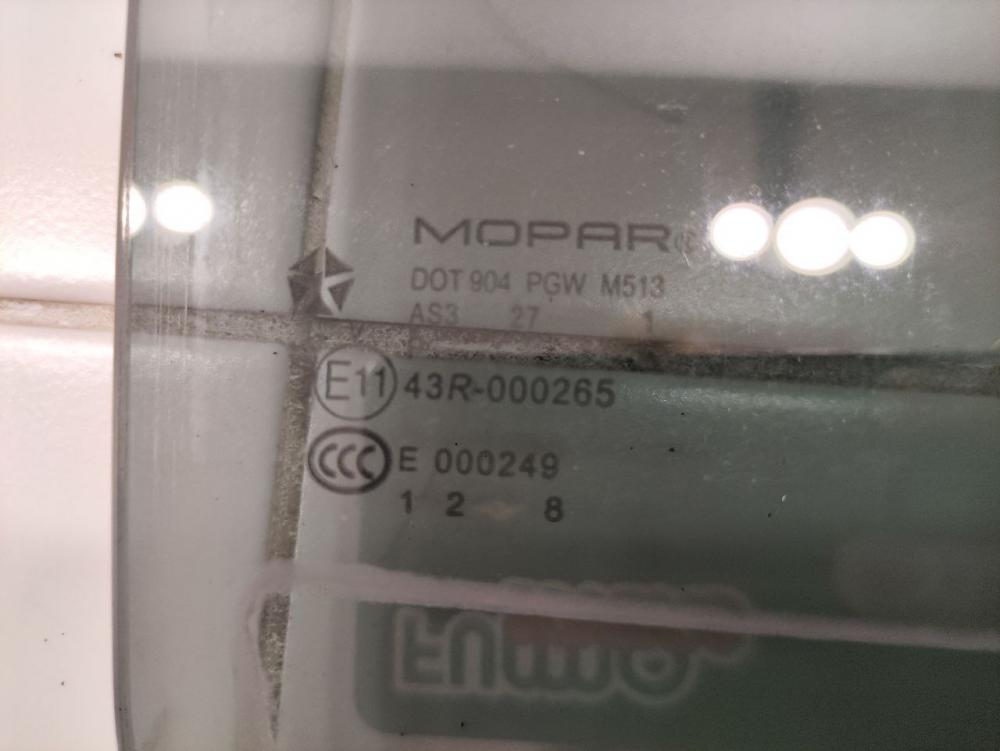 MOPAR®
DOT 904 PGW M513
AS3 27 1
E11 43R-000265
CCC E 000249
1 2 8